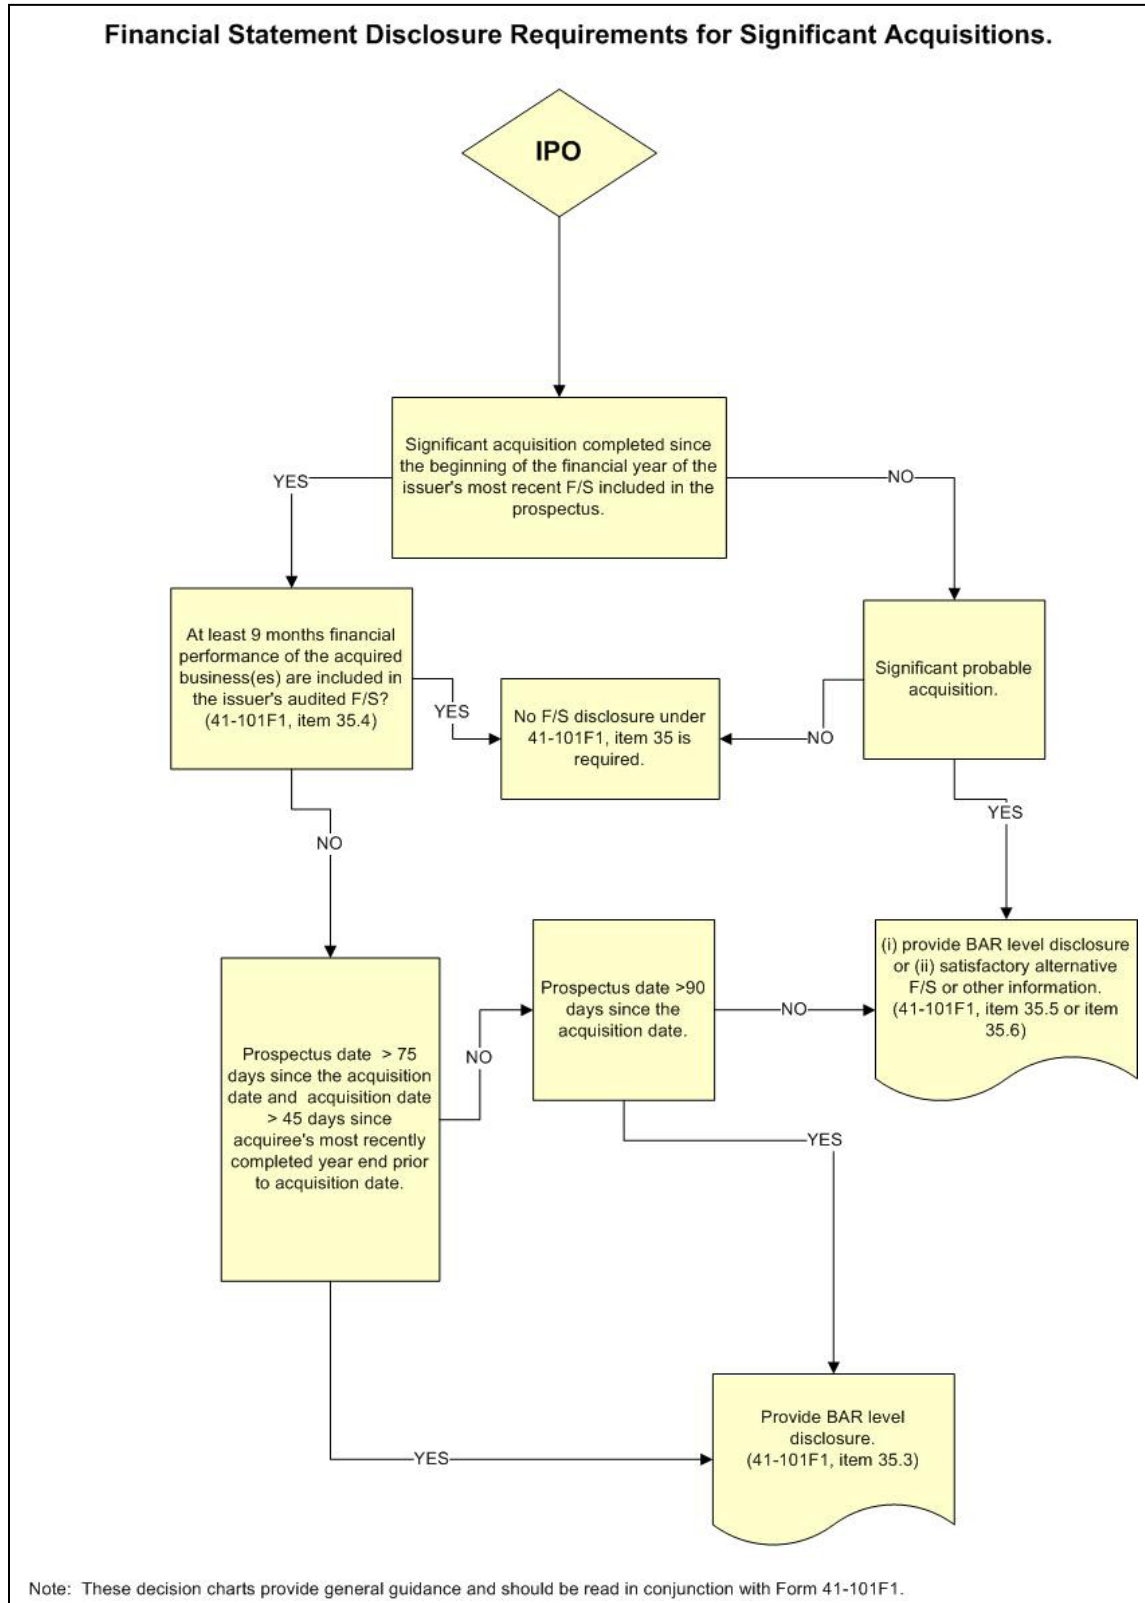 Financial Statement Disclosure Requirements for Significant Acquisitions.
IPO
Significant acquisition completed since
the beginning of the financial year of the
issuer's most recent F/S included in the
prospectus.
YES
NO
At least 9 months financial
performance of the acquired
business(es) are included in
the issuer's audited F/S?
(41-101F1, item 35.4)
YES
No F/S disclosure under
41-101F1, item 35 is
required.
NO
Significant probable
acquisition.
NO
YES
Prospectus date > 75
days since the acquisition
date and acquisition date
> 45 days since
acquiree's most recently
completed year end prior
to acquisition date.
NO
Prospectus date >90
days since the
acquisition date.
NO
(i) provide BAR level disclosure
or (ii) satisfactory alternative
F/S or other information.
(41-101F1, item 35.5 or item
35.6)
YES
YES
Provide BAR level
disclosure.
(41-101F1, item 35.3)
Note: These decision charts provide general guidance and should be read in conjunction with Form 41-101F1.